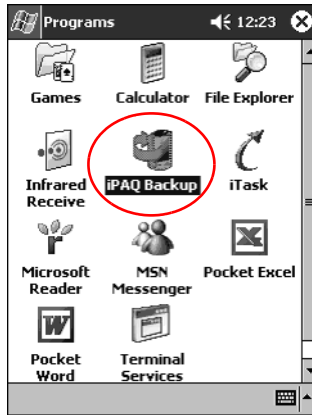 Programs 12:23
Games Calculator File Explorer
Infrared Receive iPAQ Backup iTask
Microsoft Reader MSN Messenger Pocket Excel
Pocket Word Terminal Services